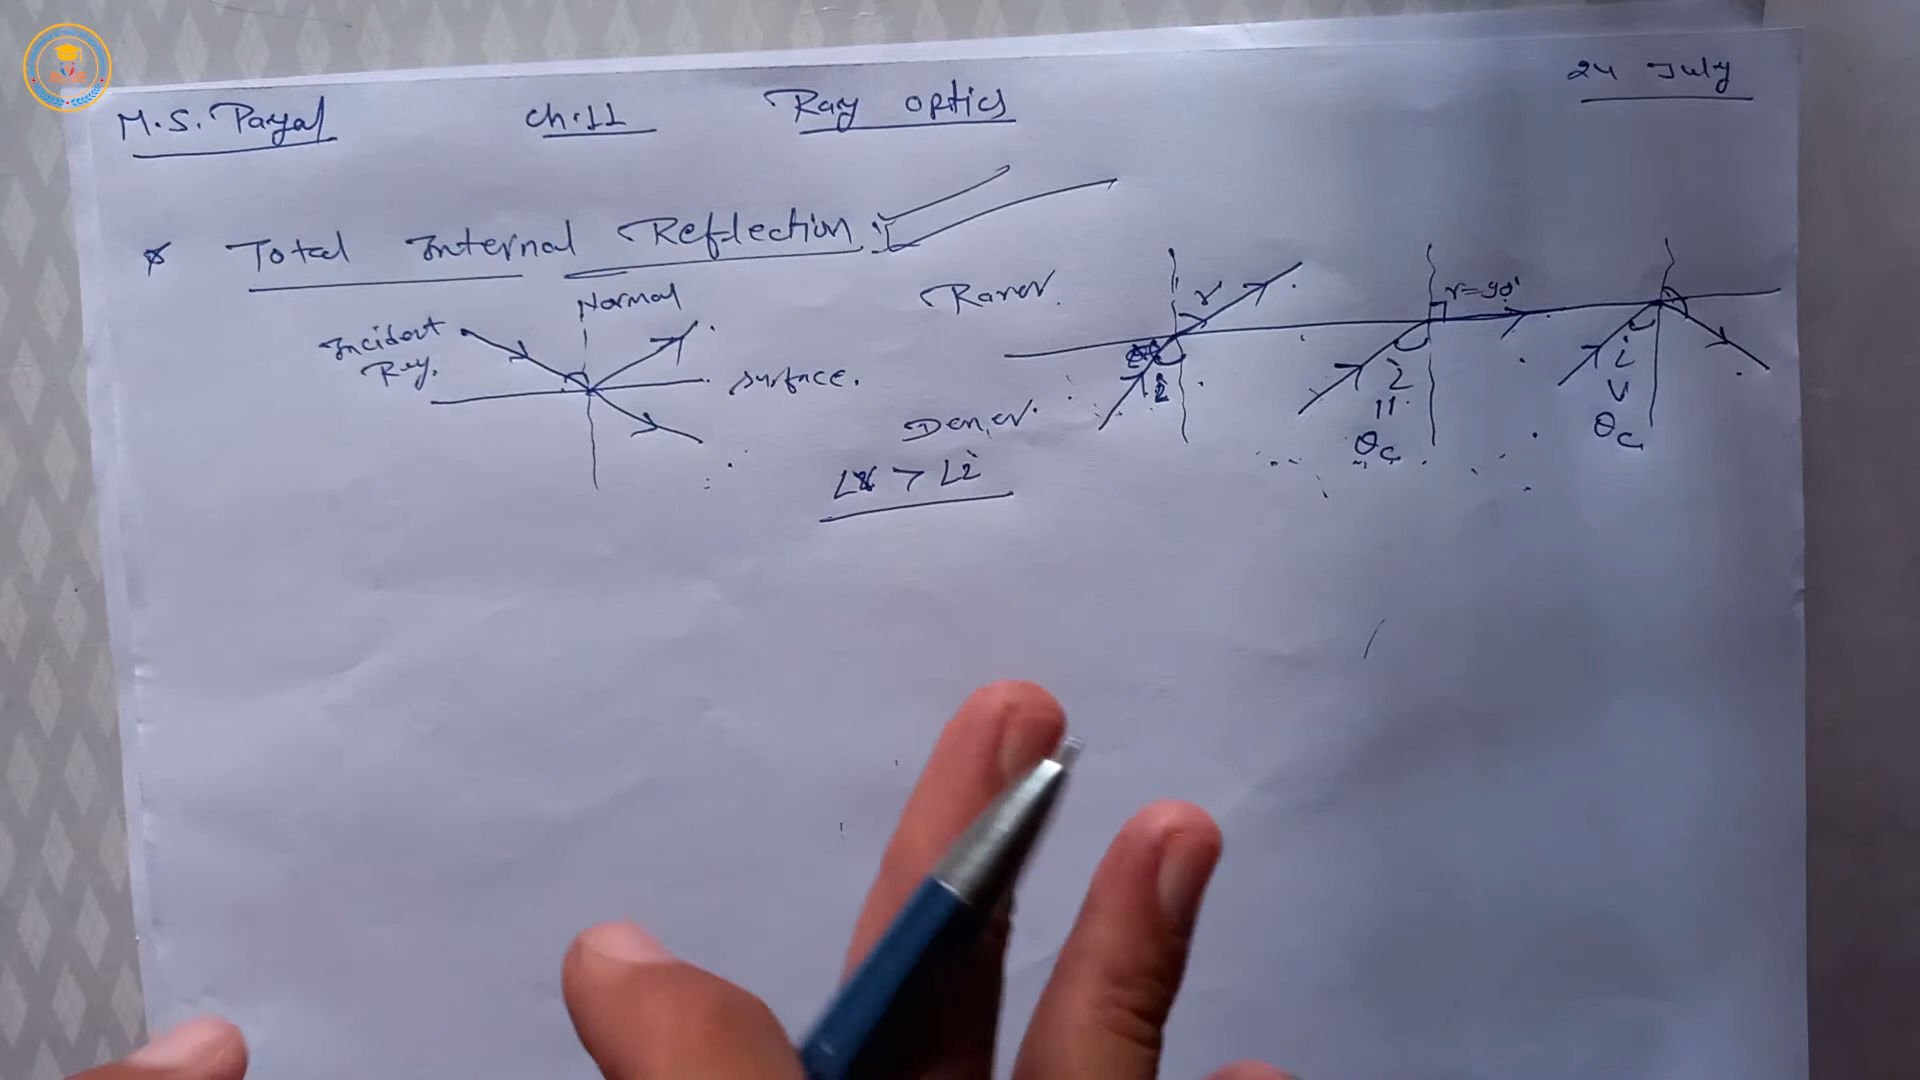 M.S. Payal ch.11 Ray optics 24 July
Total Internal Reflection :-
Normal
Incident Ray.
surface.
Rarer.
Denser.
r
i
r=90°
i
||
θc
i
V
θc
> ∠i